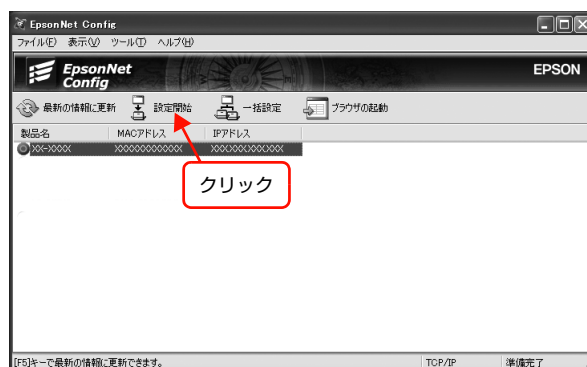 EpsonNet Config
ファイル(F) 表示(V) ツール(T) ヘルプ(H)
EpsonNet
Config
EPSON
最新の情報に更新 設定開始 一括設定 ブラウザの起動
製品名 MACアドレス IPアドレス
XX-XXXX XXXXXXXXXXXX XXX.XXX.XXX.XXX
クリック
[F5]キーで最新の情報に更新できます。 TCP/IP 準備完了